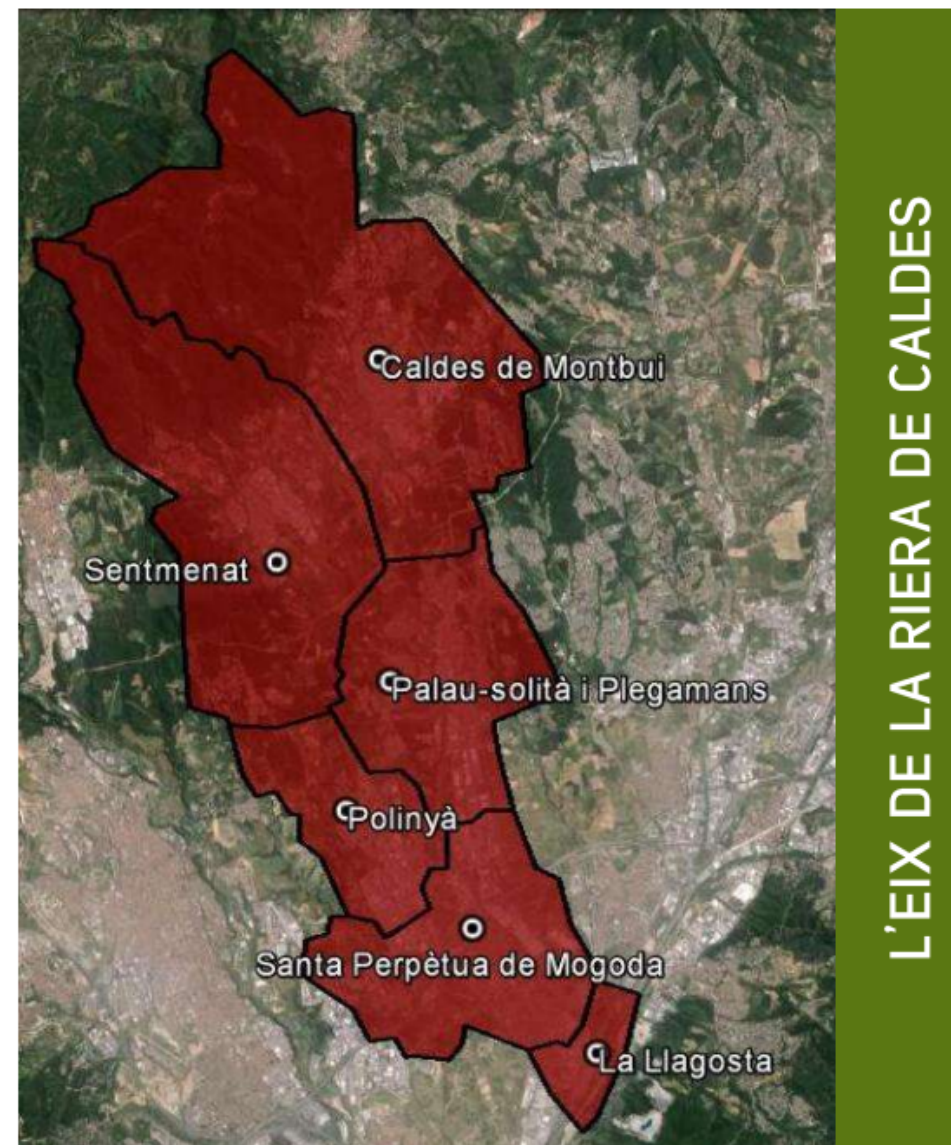 Caldes de Montbui
Sentmenat
Palau-solità i Plegamans
Polinyà
Santa Perpètua de Mogoda
La Llagosta
L'EIX DE LA RIERA DE CALDES